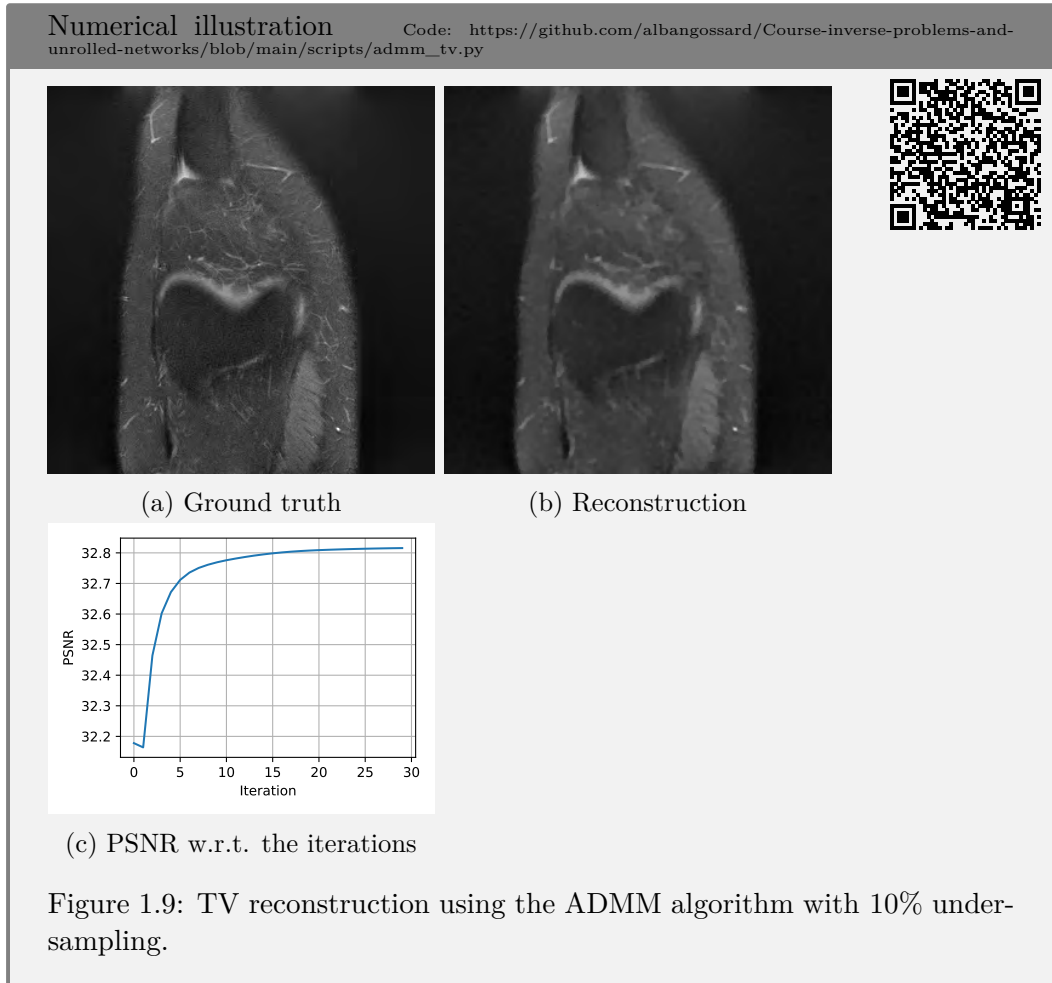 Numerical illustration Code: https://github.com/albangossard/Course-inverse-problems-and-
unrolled-networks/blob/main/scripts/admm_tv.py
(a) Ground truth
(b) Reconstruction
32.8
32.7
32.6
32.5
32.4
32.3
32.2
PSNR
0 5 10 15 20 25 30
Iteration
(c) PSNR w.r.t. the iterations
Figure 1.9: TV reconstruction using the ADMM algorithm with 10% under-
sampling.